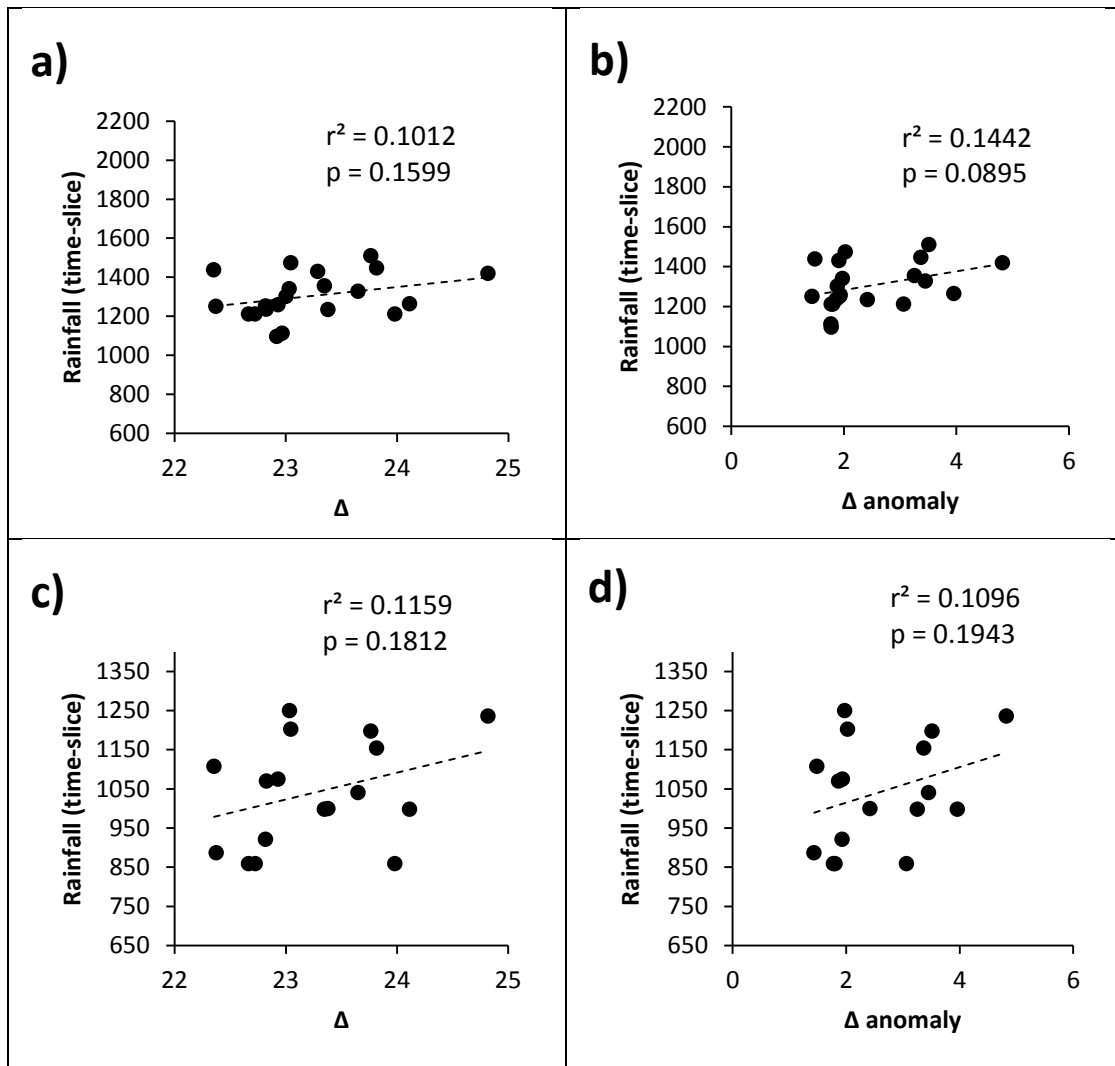 a)
r² = 0.1012
p = 0.1599
Rainfall (time-slice)
2200
2000
1800
1600
1400
1200
1000
800
600
22 23 24 25
Δ
b)
r² = 0.1442
p = 0.0895
Rainfall (time-slice)
2200
2000
1800
1600
1400
1200
1000
800
600
0 2 4 6
Δ anomaly
c)
r² = 0.1159
p = 0.1812
Rainfall (time-slice)
1350
1250
1150
1050
950
850
750
650
22 23 24 25
Δ
d)
r² = 0.1096
p = 0.1943
Rainfall (time-slice)
1350
1250
1150
1050
950
850
750
650
0 2 4 6
Δ anomaly